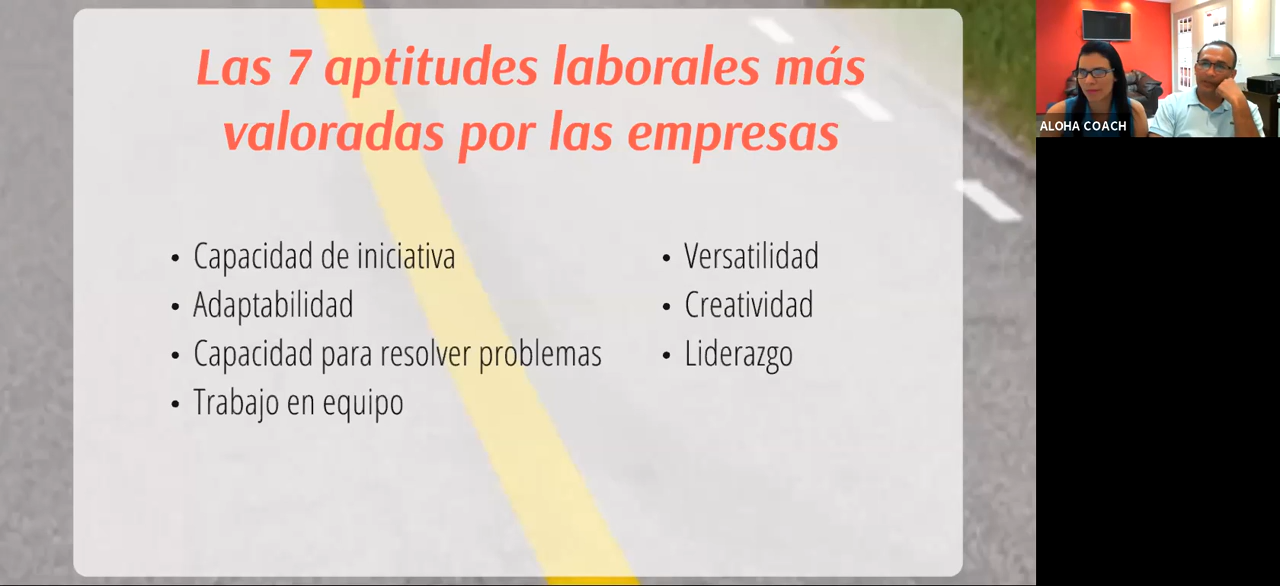 Las 7 aptitudes laborales más
valoradas por las empresas
• Capacidad de iniciativa
• Adaptabilidad
• Capacidad para resolver problemas
• Trabajo en equipo
• Versatilidad
• Creatividad
• Liderazgo
ALOHA COACH